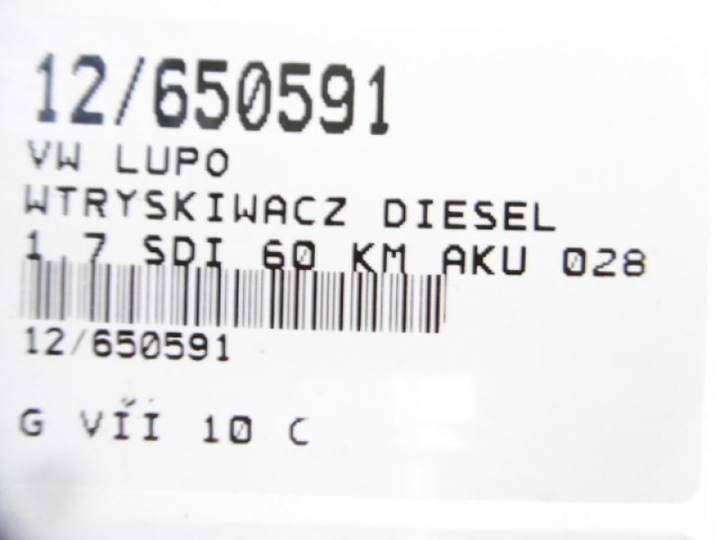 12/650591
VW LUPO
WTRYSKIWACZ DIESEL
1.7 SDI 60 KM AKU 028
12/650591
G VII 10 C